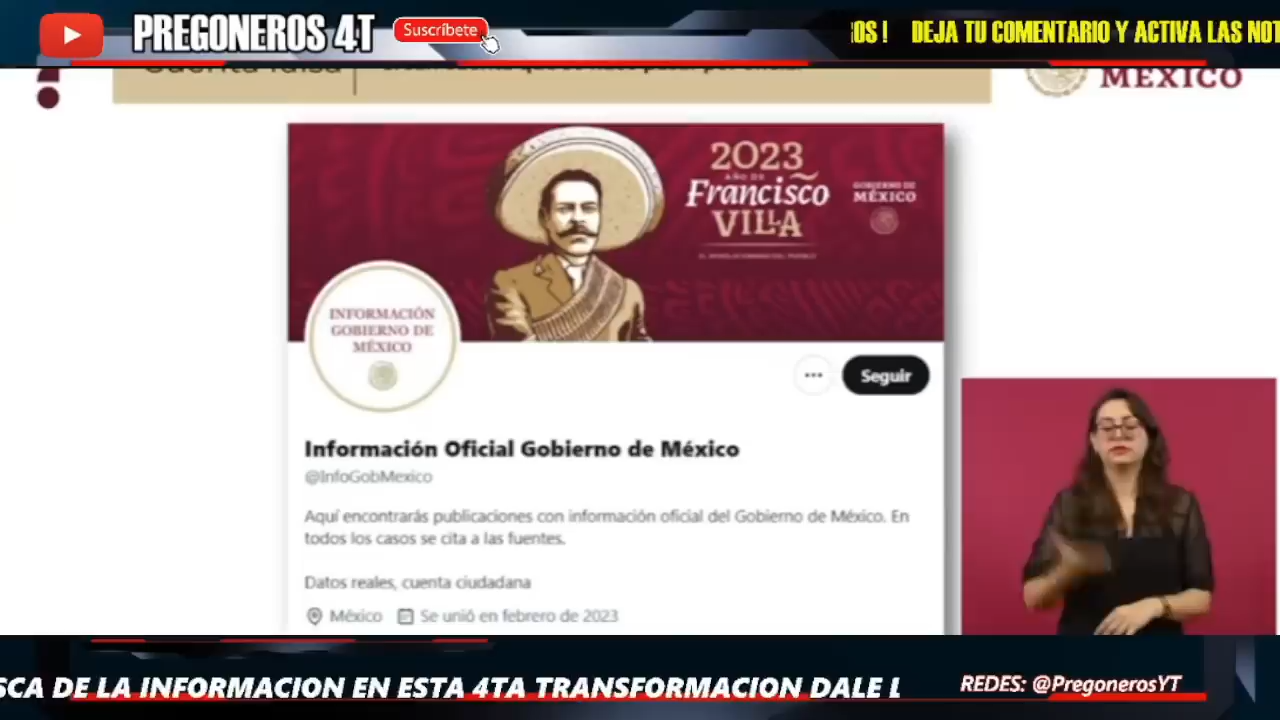 PREGONEROS 4T
Suscríbete
OS ! DEJA TU COMENTARIO Y ACTIVA LAS NOT
MÉXICO
2023
AÑO DE
Francisco
VILLA
GOBIERNO DE
MÉXICO
INFORMACIÓN
GOBIERNO DE
MÉXICO
Seguir
Información Oficial Gobierno de México
@InfoGobMexico
Aquí encontrarás publicaciones con información oficial del Gobierno de México. En
todos los casos se cita a las fuentes.
Datos reales, cuenta ciudadana
México Se unió en febrero de 2023
SCA DE LA INFORMACION EN ESTA 4TA TRANSFORMACION DALE L
REDES: @PregonerosYT